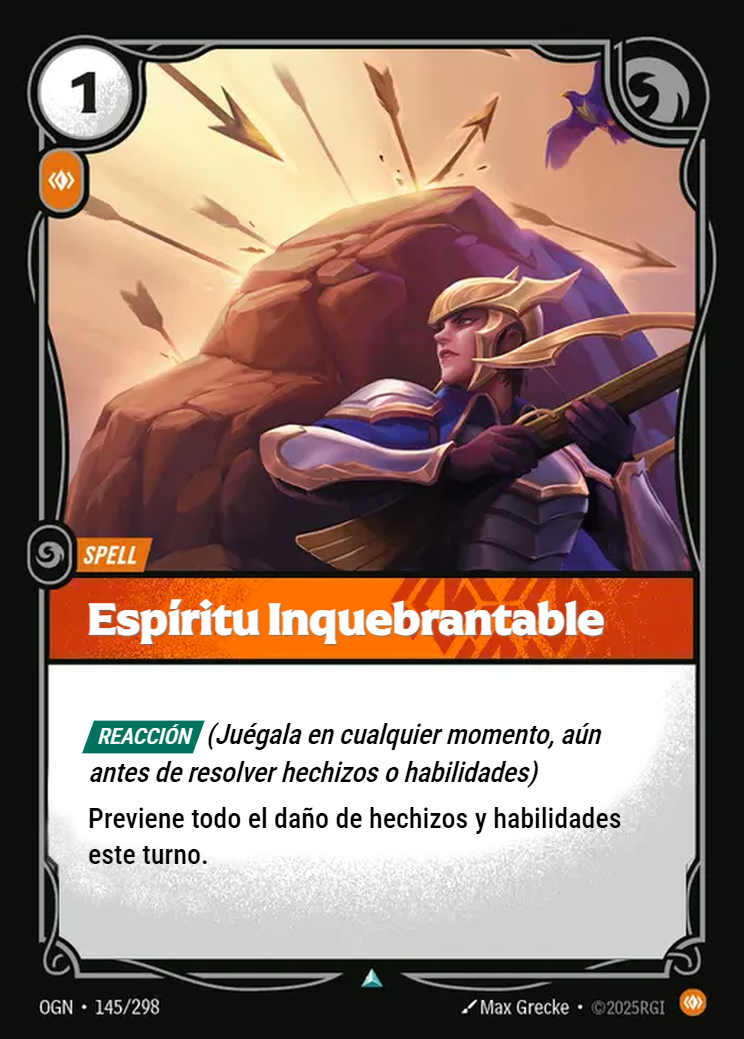 1
SPELL
Espíritu Inquebrantable
REACCIÓN (Juégala en cualquier momento, aún
antes de resolver hechizos o habilidades)
Previene todo el daño de hechizos y habilidades
este turno.
OGN • 145/298
Max Grecke • ©2025RGI